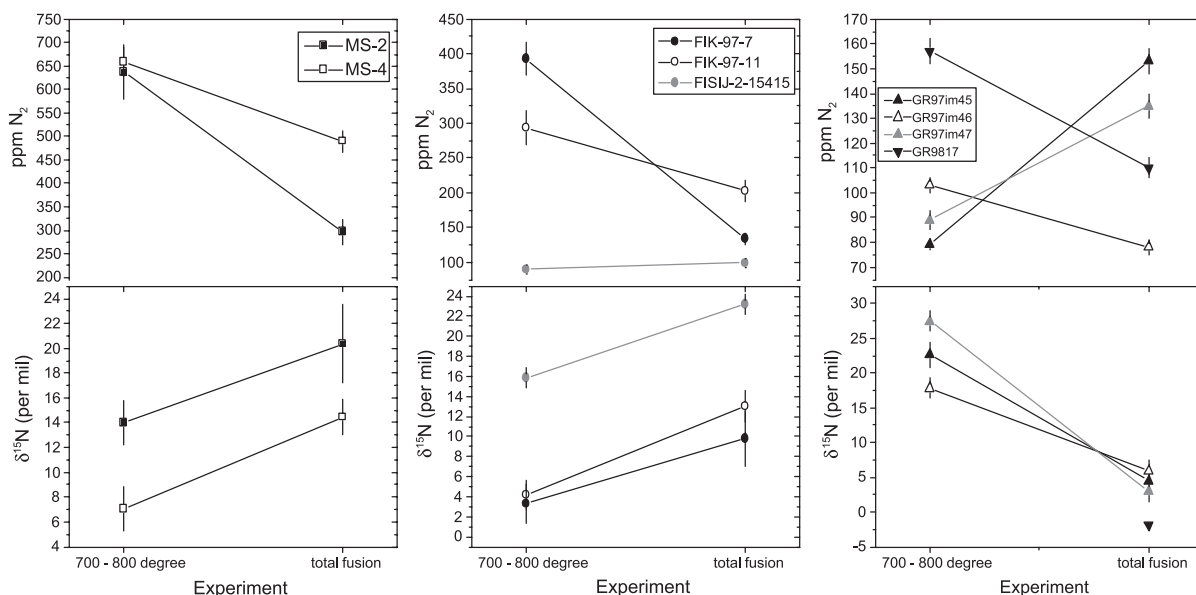 750
700
650
600
550
500
450
400
350
300
250
200
ppm N₂
MS-2
MS-4
24
22
20
18
16
14
12
10
8
6
4
δ¹⁵N (per mil)
700 - 800 degree
total fusion
Experiment
450
400
350
300
250
200
150
100
ppm N₂
FIK-97-7
FIK-97-11
FISIJ-2-15415
24
22
20
18
16
14
12
10
8
6
4
2
0
δ¹⁵N (per mil)
700 - 800 degree
total fusion
Experiment
170
160
150
140
130
120
110
100
90
80
70
ppm N₂
GR97im45
GR97im46
GR97im47
GR9817
30
25
20
15
10
5
0
-5
δ¹⁵N (per mil)
700 - 800 degree
total fusion
Experiment